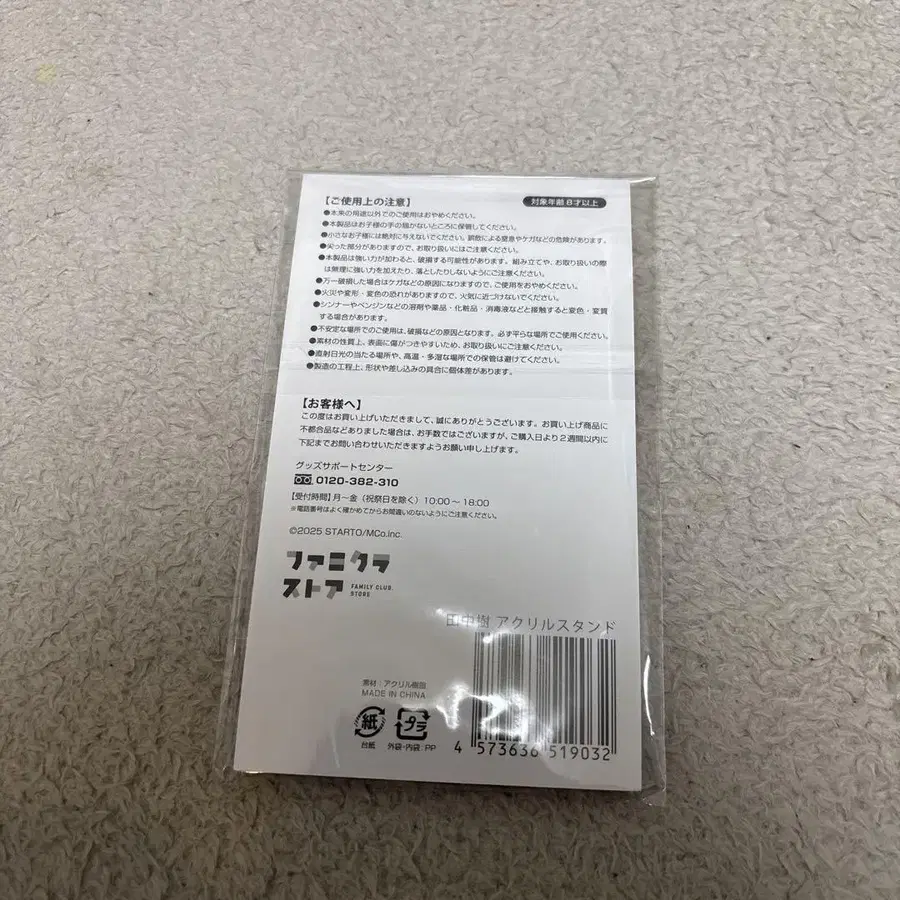 【ご使用上の注意】
対象年齢 8才以上
●本来の用途以外でのご使用はおやめください。
●本製品はお子様の手の届かないところに保管してください。
●小さなお子様には絶対に与えないでください。誤飲による窒息やケガなどの危険があります。
●尖った部分がありますので、お取り扱いにはご注意ください。
●本製品は強い力が加わると、破損する可能性があります。組み立てや、お取り扱いの際
は無理に強い力を加えたり、落としたりしないようにご注意ください。
●万一破損した場合はケガなどの原因になりますので、ご使用をおやめください。
●火災や変形・変色の恐れがありますので、火気に近づけないでください。
●シンナーやベンジンなどの溶剤や薬品・化粧品・消毒液などと接触すると変色・変質
する場合があります。
●不安定な場所でのご使用は、破損などの原因となります。必ず平らな場所でご使用ください。
●素材の性質上、表面に傷がつきやすいため、お取り扱いにご注意ください。
●直射日光の当たる場所や、高温・多湿な場所での保管は避けてください。
●製造の工程上、形状や差し込みの具合に個体差があります。
【お客様へ】
この度はお買い上げいただきまして、誠にありがとうございます。お買い上げ商品に
不都合品などありました場合は、お手数ではございますが、ご購入日より2週間以内に
下記までお問い合わせいただきますようお願い申し上げます。
グッズサポートセンター
0120-382-310
【受付時間】月～金（祝祭日を除く）10:00～18:00
※電話番号はよく確かめてからお間違いのないようにご注意ください。
©2025 STARTO/MCo.inc.
ファミクラ
ストア FAMILY CLUB STORE
田中樹 アクリルスタンド
素材：アクリル樹脂
MADE IN CHINA
紙 プラ
台紙 外袋・内袋：PP
4 573636 519032